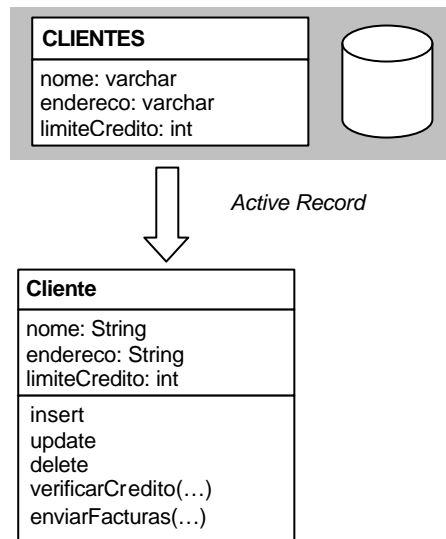 CLIENTES
nome: varchar
endereco: varchar
limiteCredito: int
Active Record
Cliente
nome: String
endereco: String
limiteCredito: int
insert
update
delete
verificarCredito(…)
enviarFacturas(…)